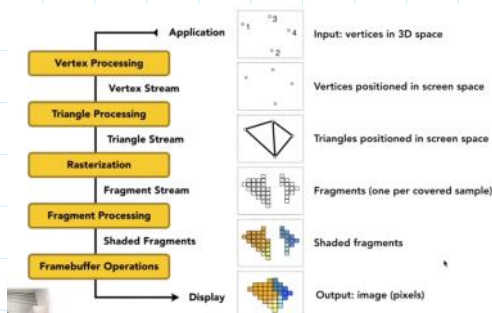 Application
Input: vertices in 3D space
1
3
4
2
Vertex Processing
Vertex Stream
Vertices positioned in screen space
Triangle Processing
Triangle Stream
Triangles positioned in screen space
Rasterization
Fragment Stream
Fragments (one per covered sample)
Fragment Processing
Shaded Fragments
Shaded fragments
Framebuffer Operations
Display
Output: image (pixels)